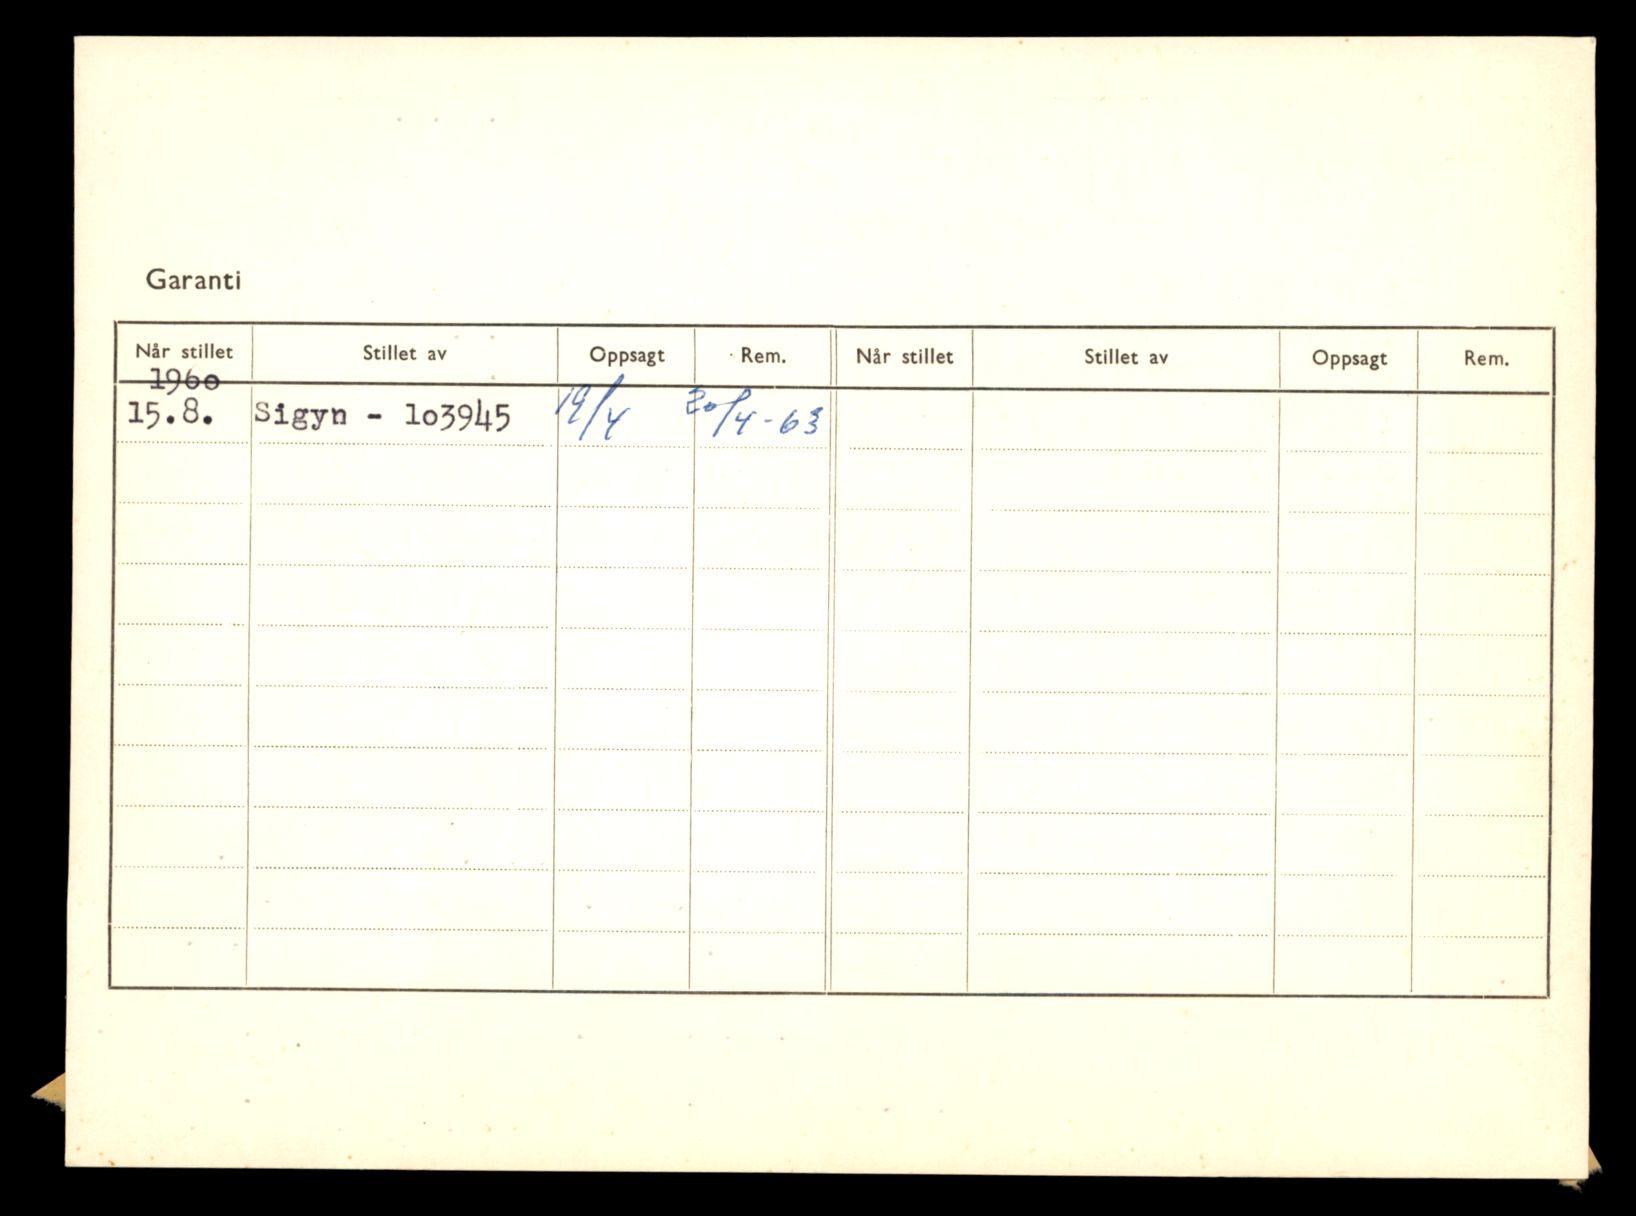 Garanti
Når stillet Stillet av Oppsagt Rem. Når stillet Stillet av Oppsagt Rem.
1960
15.8. Sigyn - 103945 19/4 20/4-63